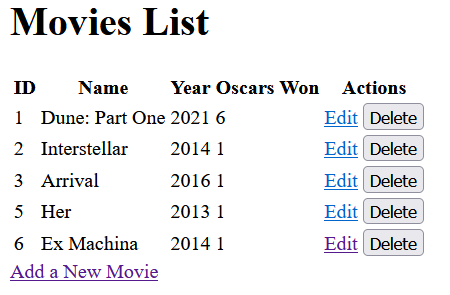 Movies List
ID Name Year Oscars Won Actions
1 Dune: Part One 2021 6 Edit Delete
2 Interstellar 2014 1 Edit Delete
3 Arrival 2016 1 Edit Delete
5 Her 2013 1 Edit Delete
6 Ex Machina 2014 1 Edit Delete
Add a New Movie